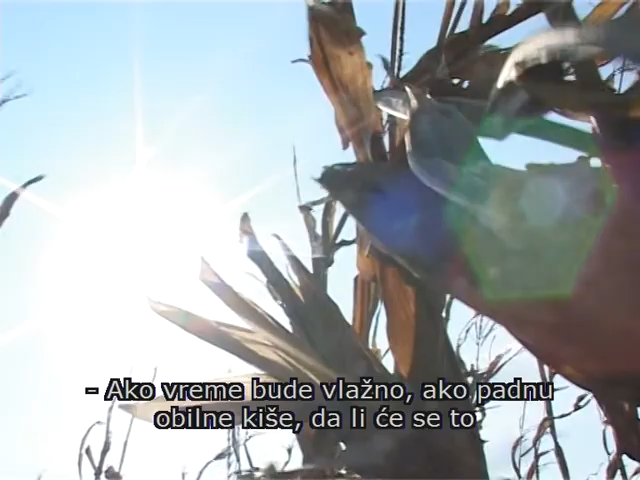 - Ako vreme bude vlažno, ako padnu
obilne kiše, da li će se to